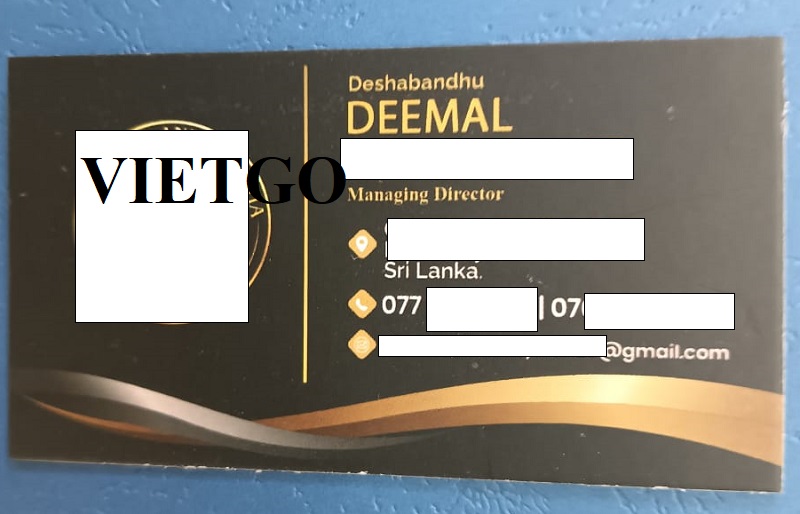 VIETGO
Deshabandhu
DEEMAL
Managing Director
Sri Lanka.
077 | 07
@gmail.com